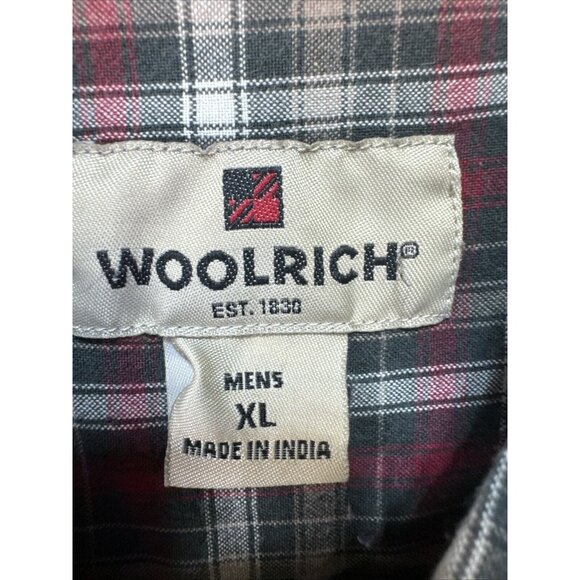 WOOLRICH®
EST. 1830
MENS
XL
MADE IN INDIA